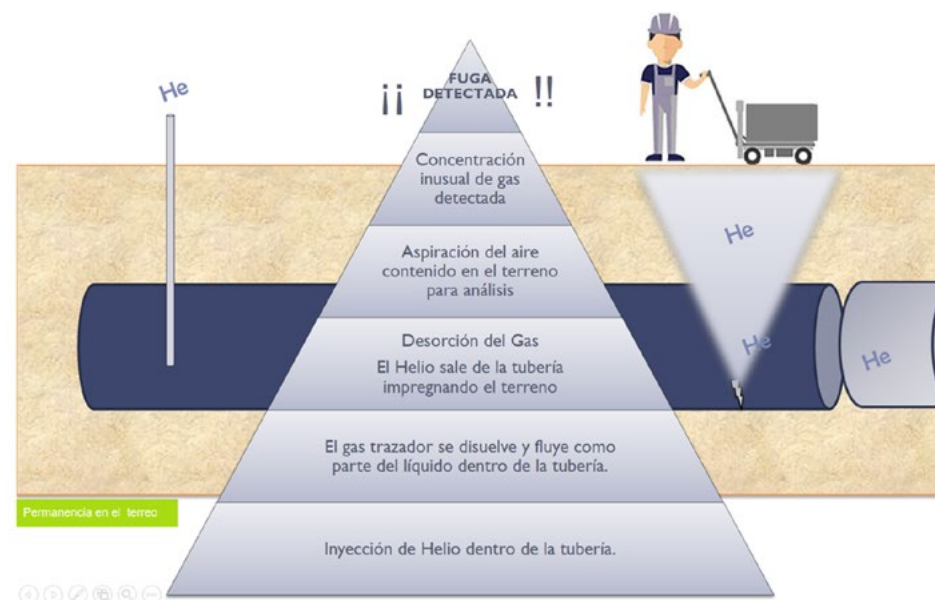 He
¡¡ FUGA DETECTADA !!
Concentración
inusual de gas
detectada
Aspiración del aire
contenido en el terreno
para análisis
He
Desorción del Gas
El Helio sale de la tubería
impregnando el terreno
He
He
El gas trazador se disuelve y fluye como
parte del líquido dentro de la tubería.
Permanencia en el terreo
Inyección de Helio dentro de la tubería.